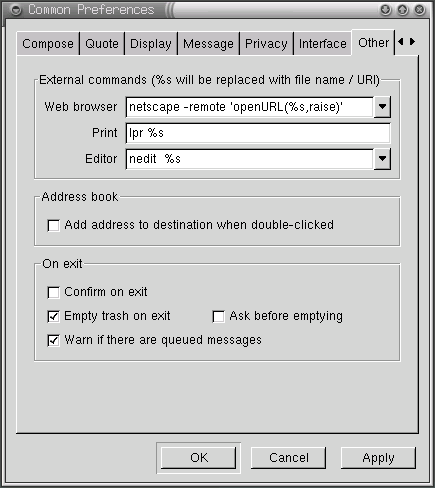 Common Preferences
Compose Quote Display Message Privacy Interface Other
External commands (%s will be replaced with file name / URI)
Web browser netscape -remote 'openURL(%s,raise)'
Print lpr %s
Editor nedit %s
Address book
Add address to destination when double-clicked
On exit
Confirm on exit
Empty trash on exit Ask before emptying
Warn if there are queued messages
OK Cancel Apply